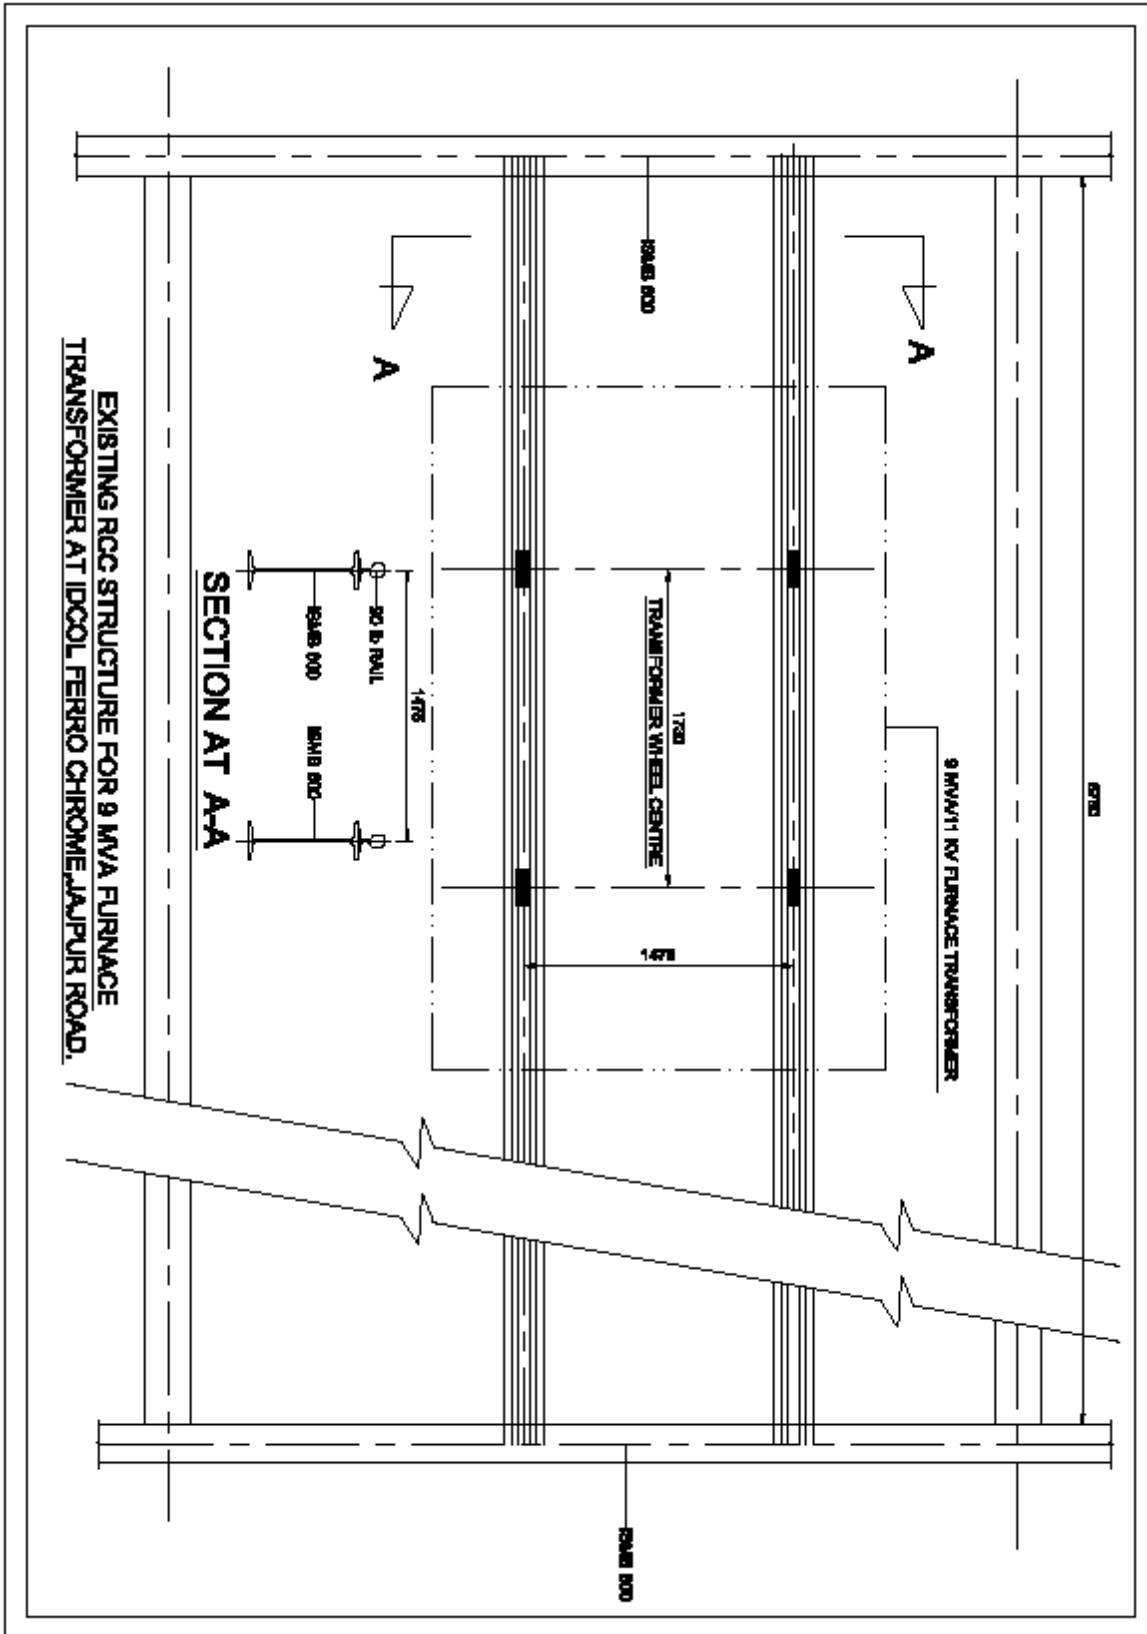 9 MVA/11 KV FURNACE TRANSFORMER
A
A
ISMB 600
1730
TRANSFORMER WHEEL CENTRE
1475
1475
90 lb RAIL
ISMB 600
ISMB 600
SECTION AT A-A
ISMB 600
EXISTING RCC STRUCTURE FOR 9 MVA FURNACE
TRANSFORMER AT IDCOL FERRO CHROME,JAJPUR ROAD.